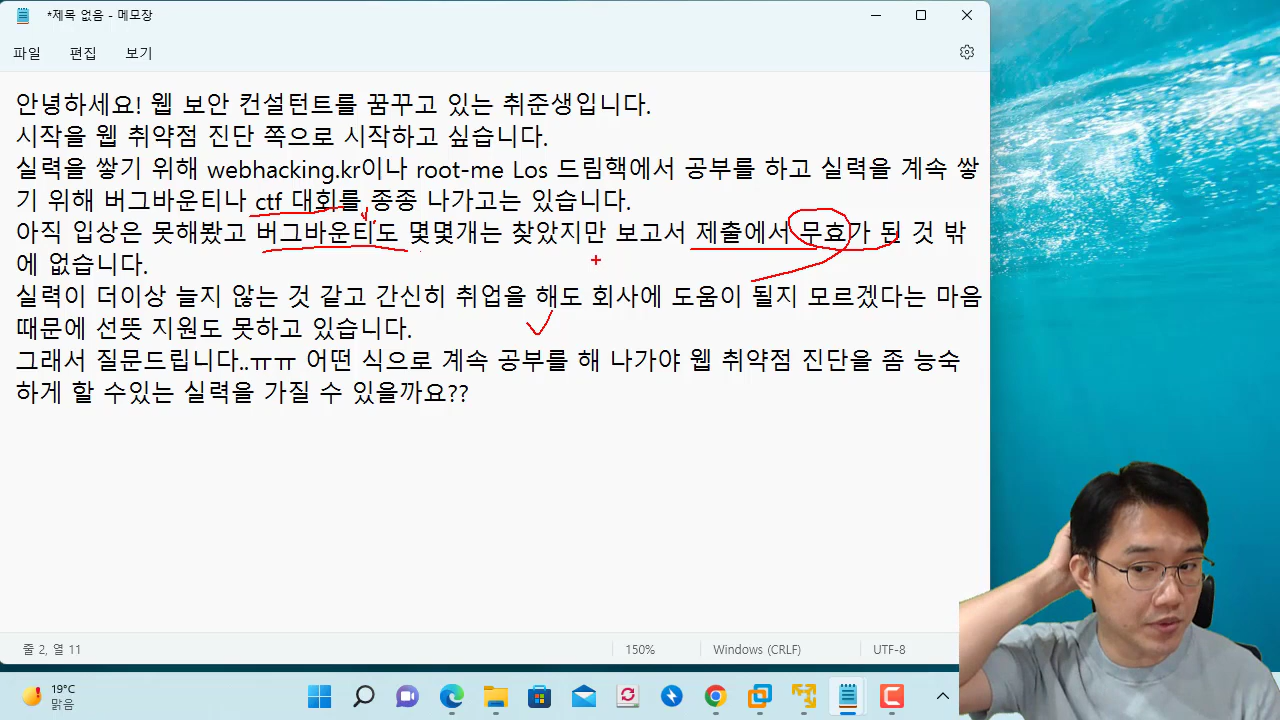 *제목 없음 - 메모장
파일 편집 보기
안녕하세요! 웹 보안 컨설턴트를 꿈꾸고 있는 취준생입니다.
시작을 웹 취약점 진단 쪽으로 시작하고 싶습니다.
실력을 쌓기 위해 webhacking.kr이나 root-me Los 드림핵에서 공부를 하고 실력을 계속 쌓
기 위해 버그바운티나 ctf 대회를 종종 나가고는 있습니다.
아직 입상은 못해봤고 버그바운티도 몇몇개는 찾았지만 보고서 제출에서 무효가 된 것 밖
에 없습니다.
실력이 더이상 늘지 않는 것 같고 간신히 취업을 해도 회사에 도움이 될지 모르겠다는 마음
때문에 선뜻 지원도 못하고 있습니다.
그래서 질문드립니다..ㅠㅠ 어떤 식으로 계속 공부를 해 나가야 웹 취약점 진단을 좀 능숙
하게 할 수있는 실력을 가질 수 있을까요??
줄 2, 열 11 150% Windows (CRLF) UTF-8
19°C
맑음